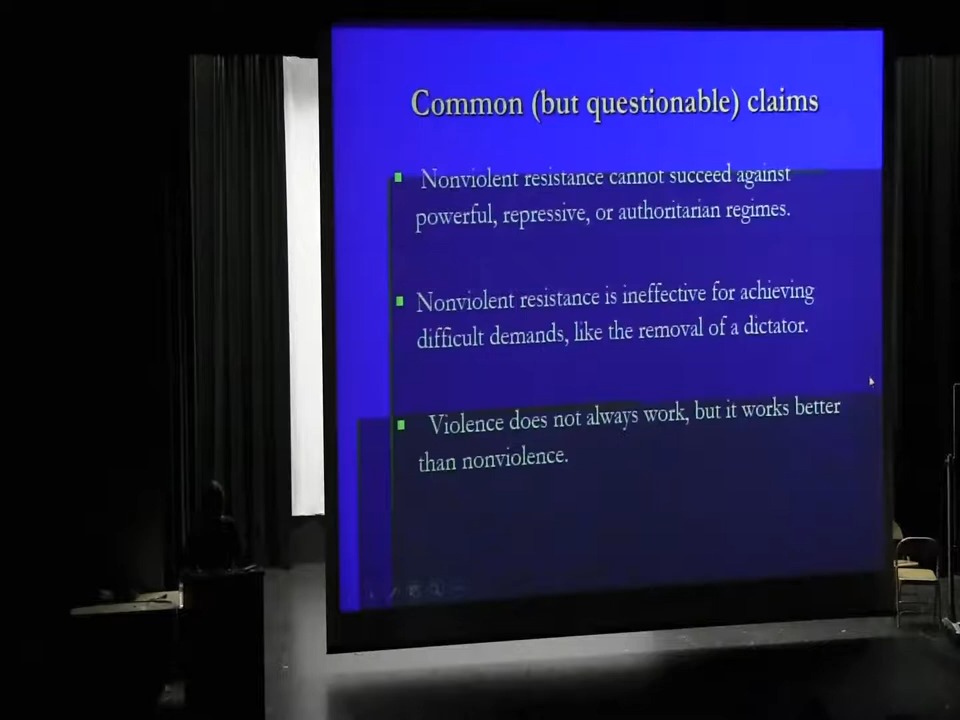 Common (but questionable) claims
Nonviolent resistance cannot succeed against
powerful, repressive, or authoritarian regimes.
Nonviolent resistance is ineffective for achieving
difficult demands, like the removal of a dictator.
Violence does not always work, but it works better
than nonviolence.